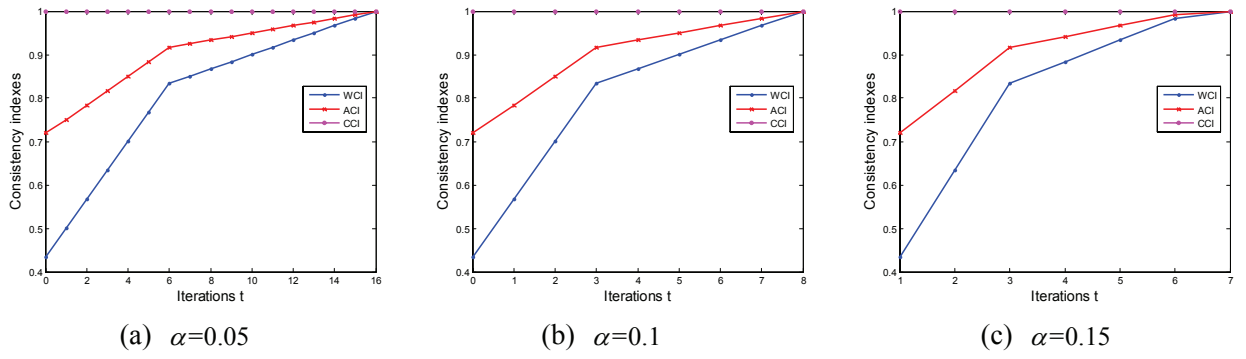 Consistency indexes
1
0.9
0.8
0.7
0.6
0.5
0.4
0 2 4 6 8 10 12 14 16
Iterations t
WCI
ACI
CCI
(a) α=0.05
Consistency indexes
1
0.9
0.8
0.7
0.6
0.5
0.4
0 1 2 3 4 5 6 7 8
Iterations t
WCI
ACI
CCI
(b) α=0.1
Consistency indexes
1
0.9
0.8
0.7
0.6
0.5
0.4
1 2 3 4 5 6 7
Iterations t
WCI
ACI
CCI
(c) α=0.15